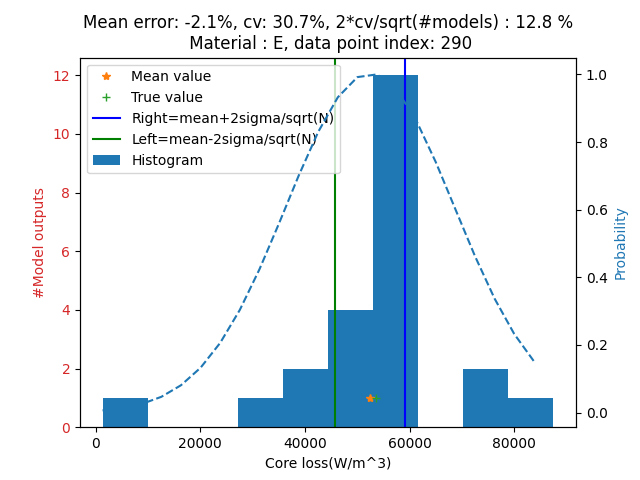 Mean error: -2.1%, cv: 30.7%, 2*cv/sqrt(#models) : 12.8 %
Material : E, data point index: 290
Mean value
True value
Right=mean+2sigma/sqrt(N)
Left=mean-2sigma/sqrt(N)
Histogram
12
10
8
6
4
2
0
#Model outputs
1.0
0.8
0.6
0.4
0.2
0.0
Probability
0
20000
40000
60000
80000
Core loss(W/m^3)